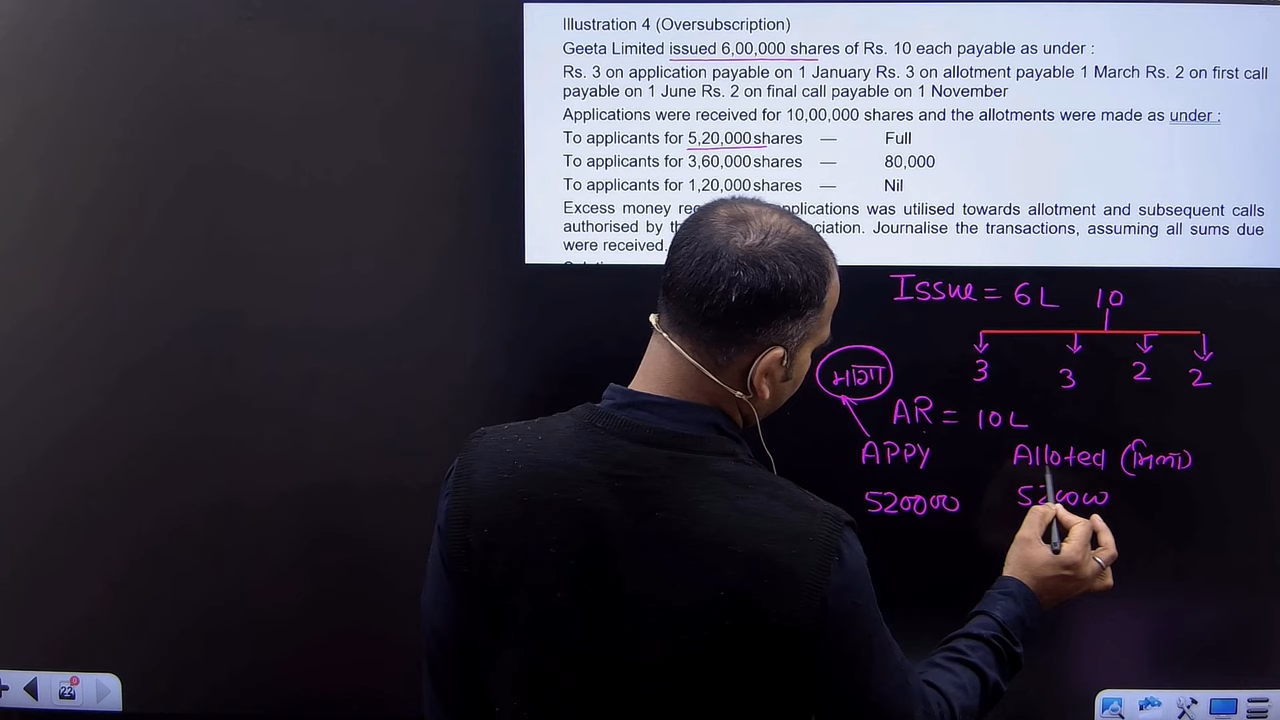 Illustration 4 (Oversubscription)
Geeta Limited issued 6,00,000 shares of Rs. 10 each payable as under :
Rs. 3 on application payable on 1 January Rs. 3 on allotment payable 1 March Rs. 2 on first call
payable on 1 June Rs. 2 on final call payable on 1 November
Applications were received for 10,00,000 shares and the allotments were made as under :
To applicants for 5,20,000 shares — Full
To applicants for 3,60,000 shares — 80,000
To applicants for 1,20,000 shares — Nil
Excess money applications was utilised towards allotment and subsequent calls
authorised by Journalise the transactions, assuming all sums due
were received.
Issue = 6L 10
3 3 2 2
AR = 10L
APPY Alloted (मिला)
520000 520000
22